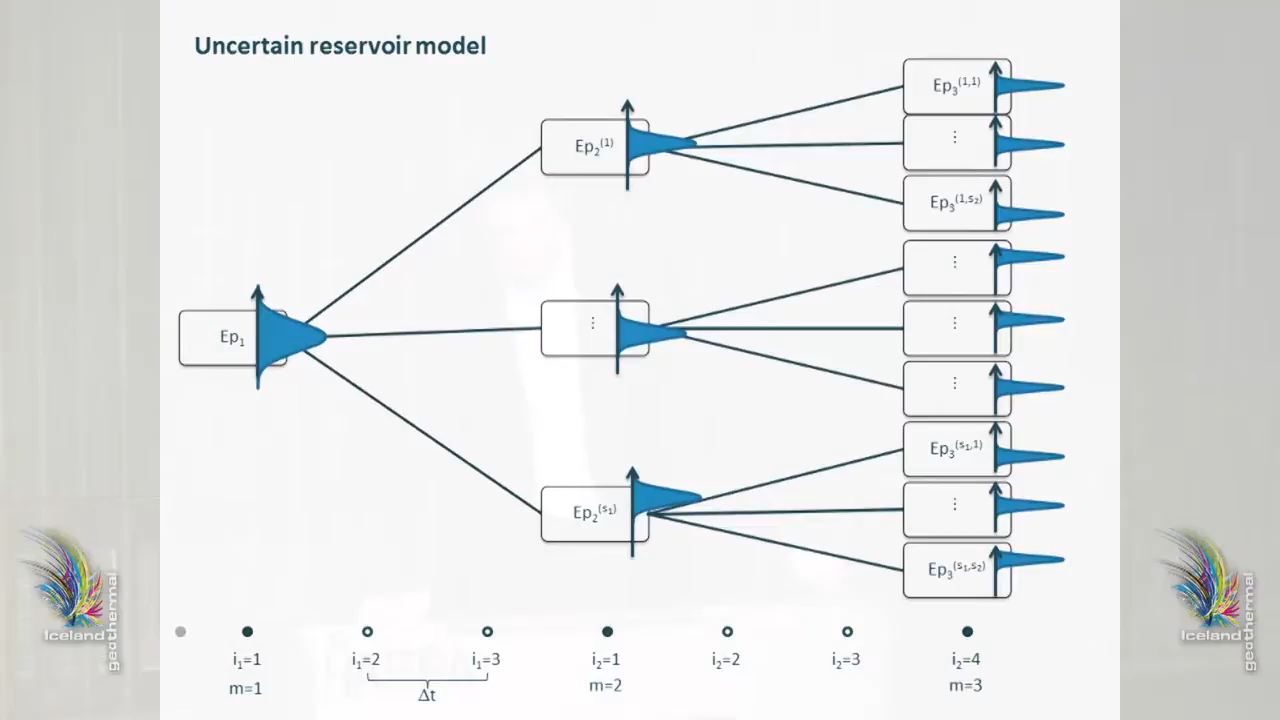 Uncertain reservoir model
Ep₃⁽¹,¹⁾
⋮
Ep₃⁽¹,ˢ₂⁾
Ep₂⁽¹⁾
⋮
⋮
⋮
Ep₁
⋮
Ep₃⁽ˢ₁,¹⁾
⋮
Ep₃⁽ˢ₁,ˢ₂⁾
Ep₂⁽ˢ₁⁾
i₁=1
i₁=2
i₁=3
i₂=1
i₂=2
i₂=3
i₂=4
m=1
Δt
m=2
m=3
Iceland
geothermal
Iceland
geothermal